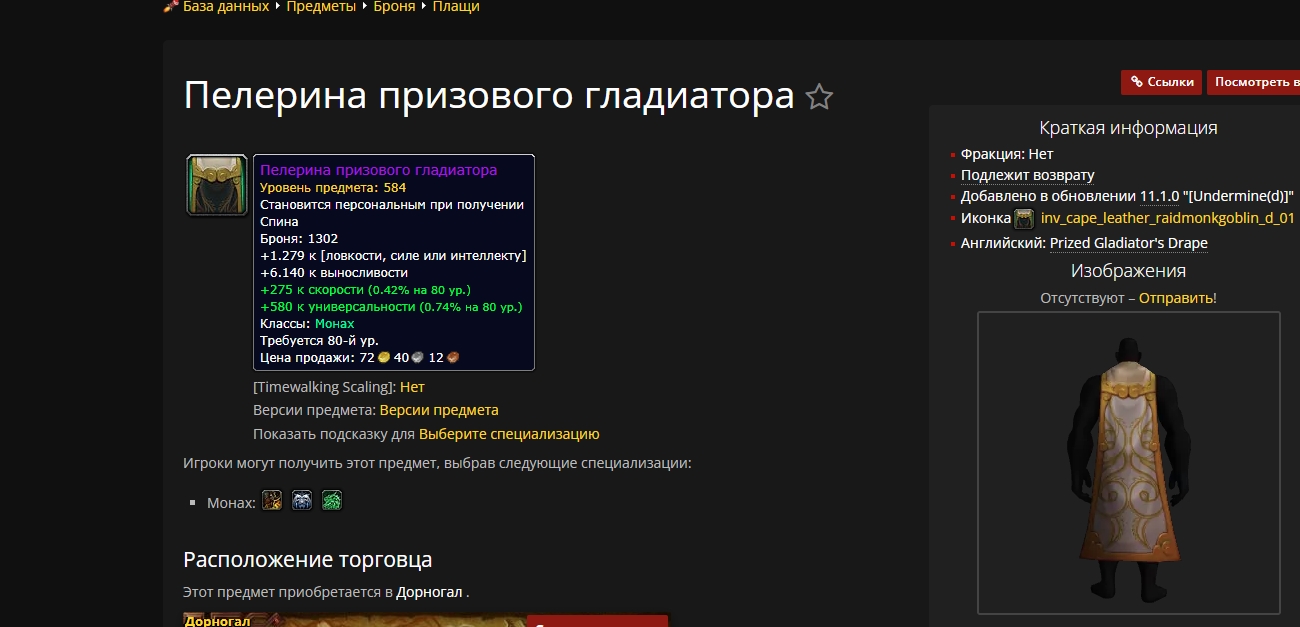 База данных ▸ Предметы ▸ Броня ▸ Плащи
Пелерина призового гладиатора
Ссылки
Посмотреть в
Пелерина призового гладиатора
Уровень предмета: 584
Становится персональным при получении
Спина
Броня: 1302
+1.279 к [ловкости, силе или интеллекту]
+6.140 к выносливости
+275 к скорости (0.42% на 80 ур.)
+580 к универсальности (0.74% на 80 ур.)
Классы: Монах
Требуется 80-й ур.
Цена продажи: 72 40 12
[Timewalking Scaling]: Нет
Версии предмета: Версии предмета
Показать подсказку для Выберите специализацию
Игроки могут получить этот предмет, выбрав следующие специализации:
Монах:
Расположение торговца
Этот предмет приобретается в Дорногал .
Дорногал
Краткая информация
Фракция: Нет
Подлежит возврату
Добавлено в обновлении 11.1.0 "[Undermine(d)]"
Иконка inv_cape_leather_raidmonkgoblin_d_01
Английский: Prized Gladiator's Drape
Изображения
Отсутствуют – Отправить!